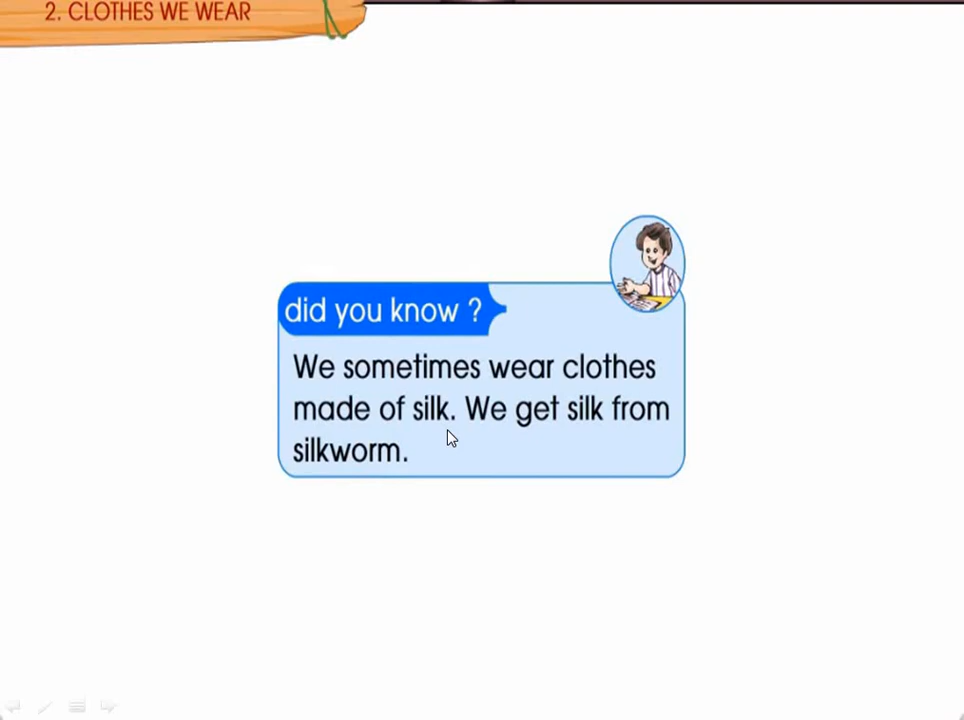 2. CLOTHES WE WEAR
did you know ?
We sometimes wear clothes
made of silk. We get silk from
silkworm.